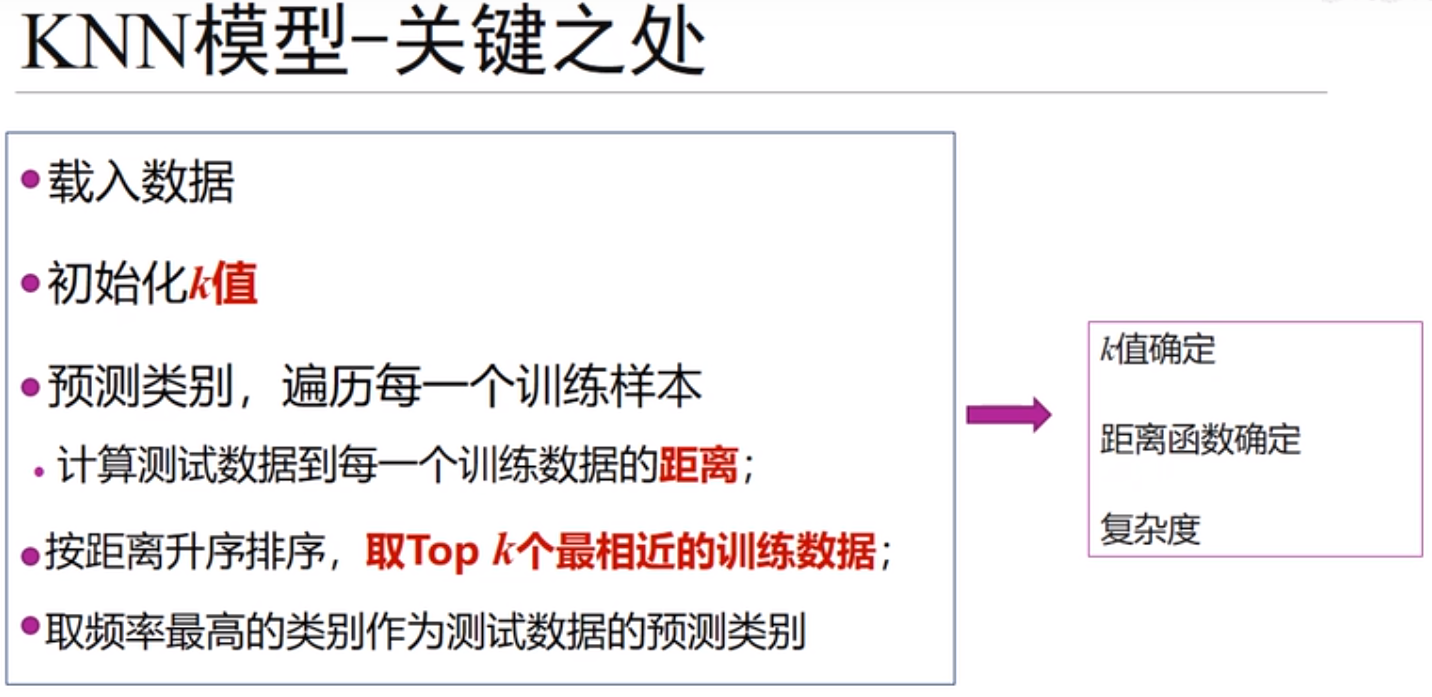 KNN模型-关键之处
●载入数据
●初始化k值
●预测类别，遍历每一个训练样本
• 计算测试数据到每一个训练数据的距离；
●按距离升序排序，取Top k个最相近的训练数据；
●取频率最高的类别作为测试数据的预测类别
k值确定
距离函数确定
复杂度